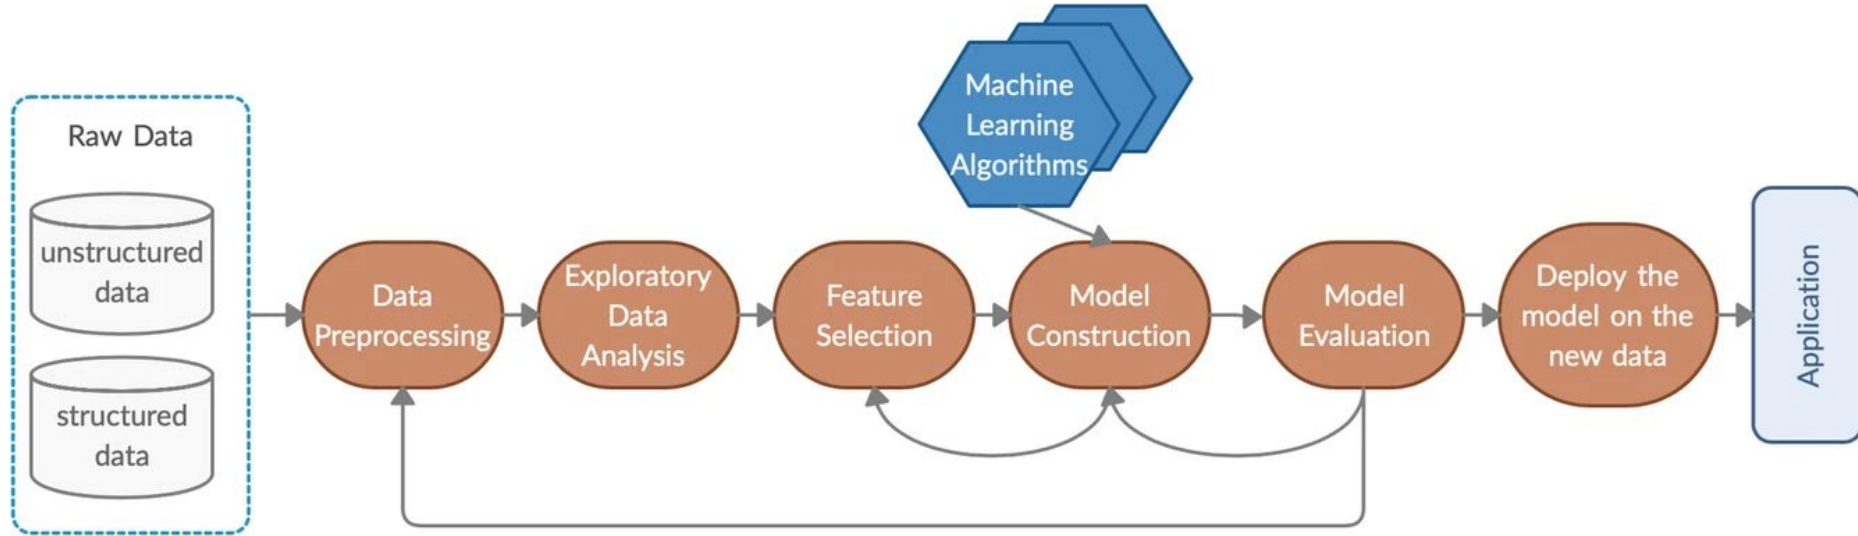 Raw Data
unstructured
data
structured
data
Data
Preprocessing
Exploratory
Data
Analysis
Feature
Selection
Machine
Learning
Algorithms
Model
Construction
Model
Evaluation
Deploy the
model on the
new data
Application